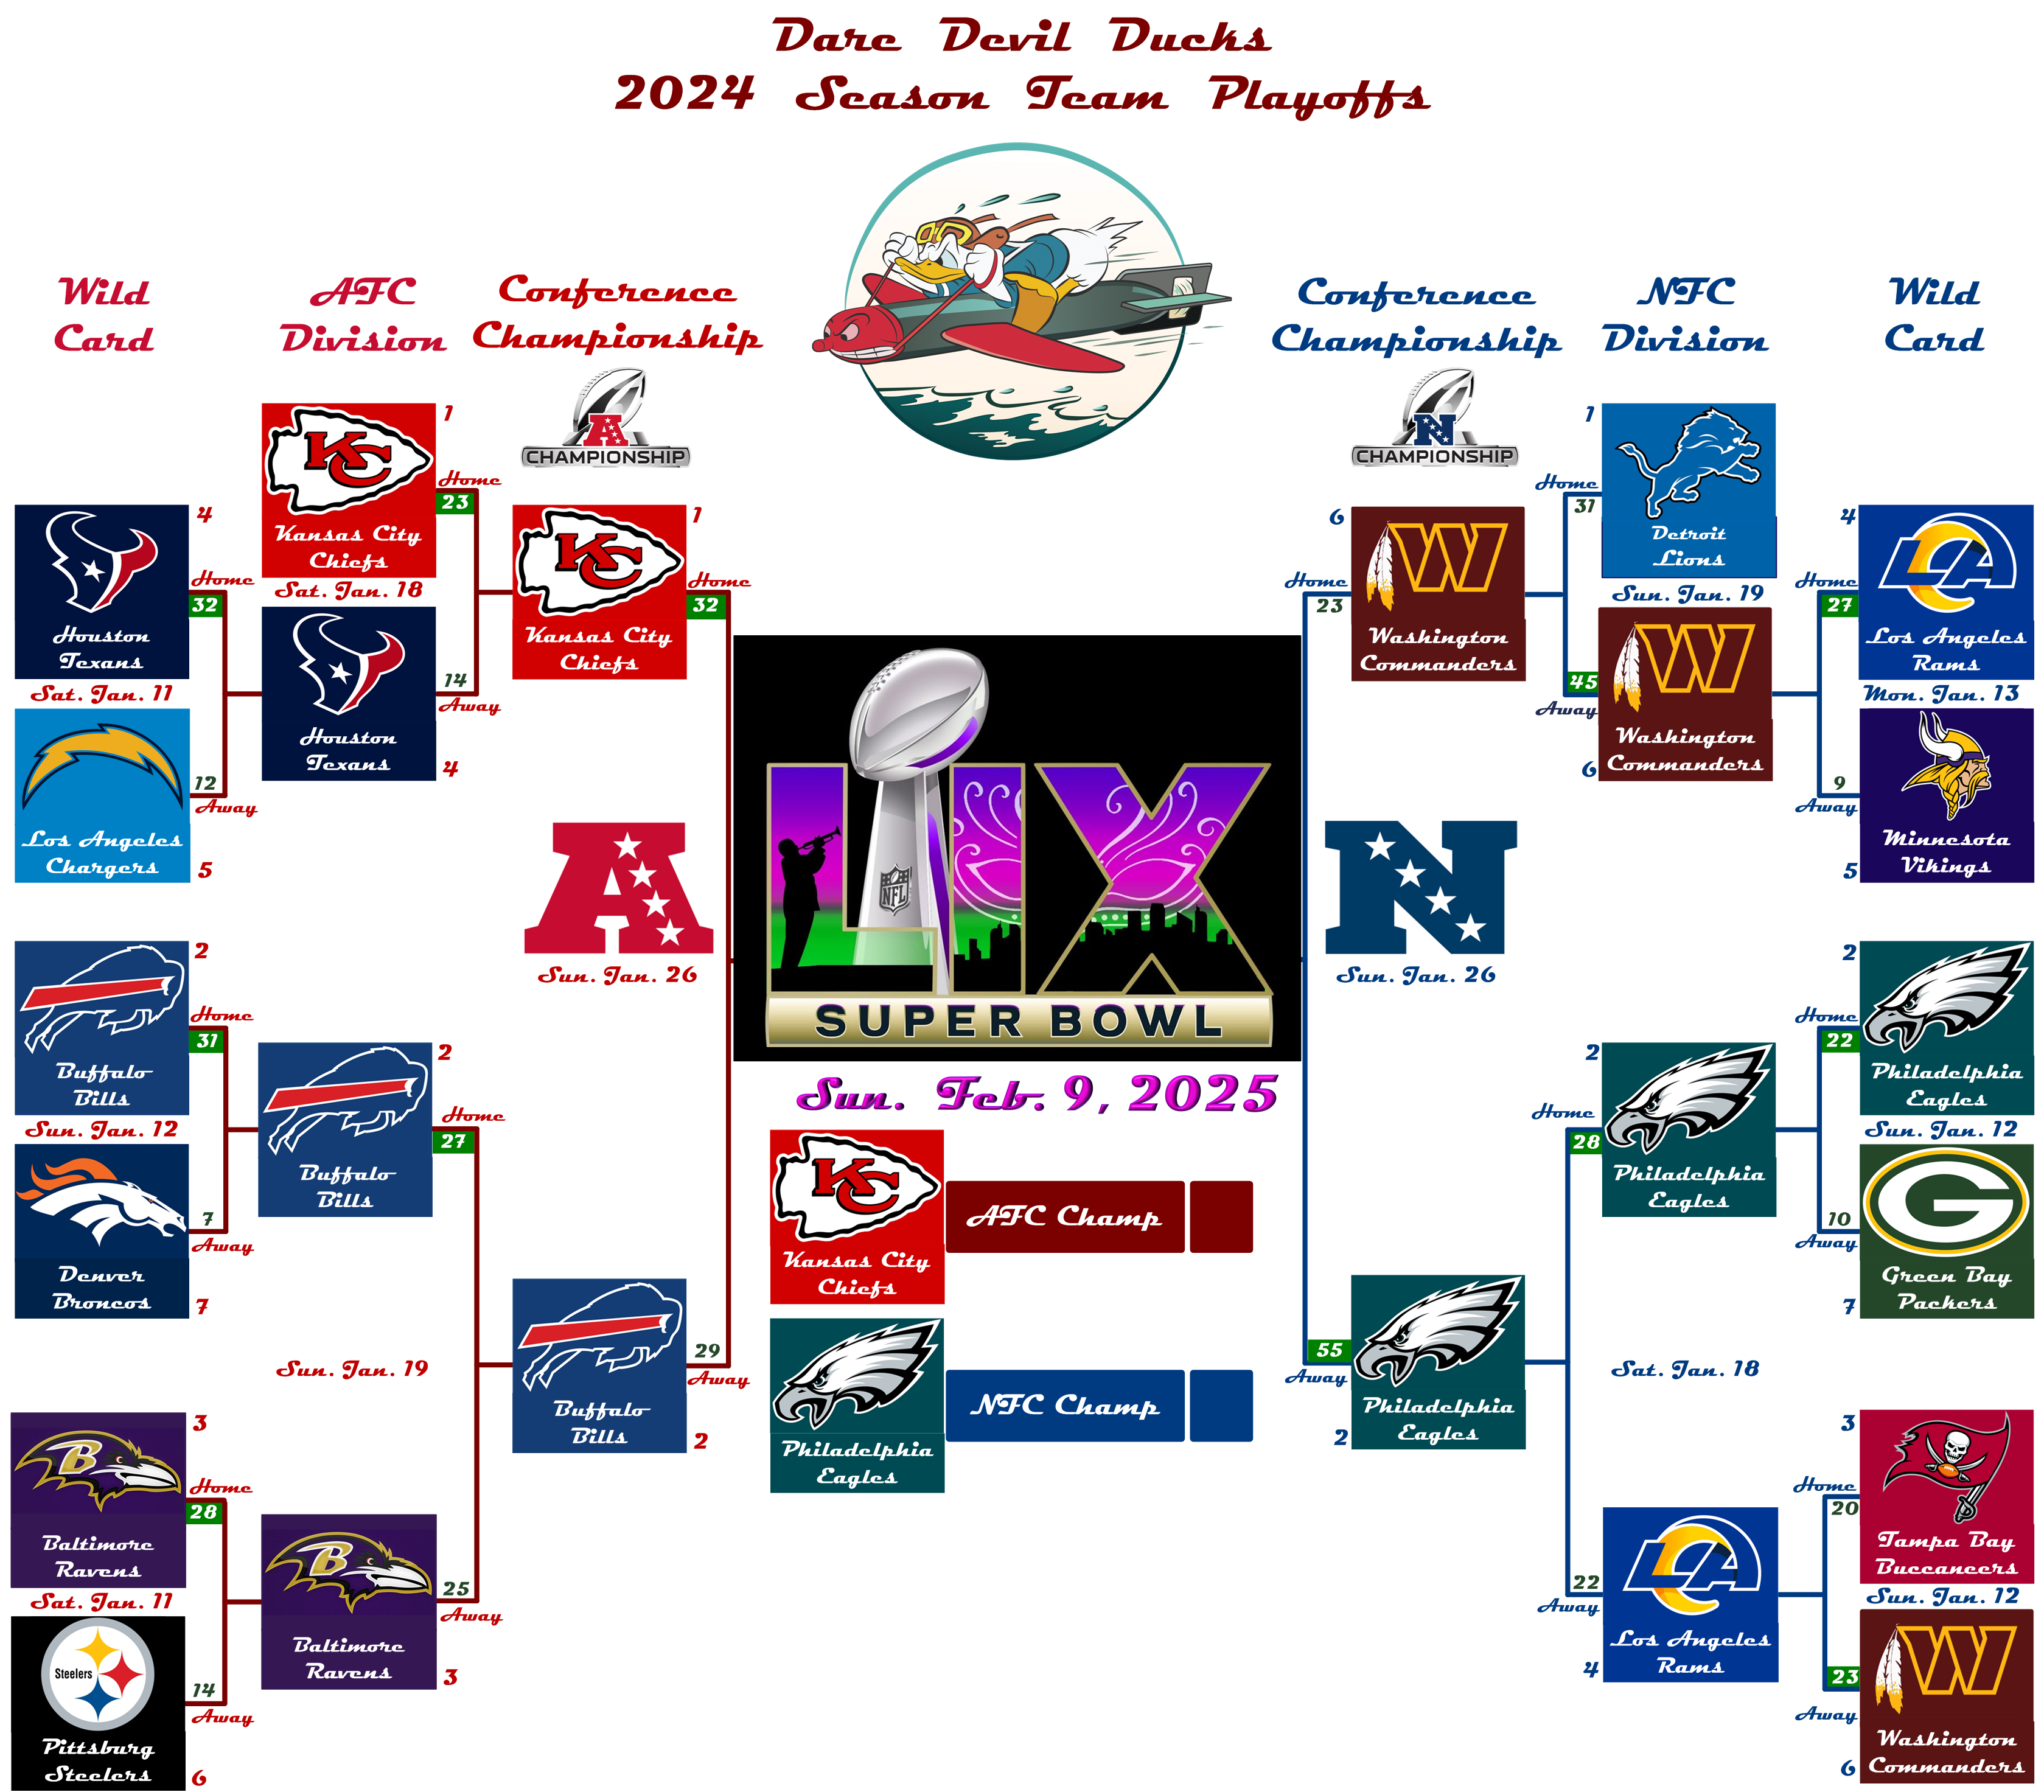 Dare Devil Ducks
2024 Season Team Playoffs
Wild
Card
AFC
Division
Conference
Championship
Conference
Championship
NFC
Division
Wild
Card
A
CHAMPIONSHIP
N
CHAMPIONSHIP
4
Houston
Texans
Home
32
Sat. Jan. 11
12
Away
Los Angeles
Chargers
5
2
Buffalo
Bills
Home
31
Sun. Jan. 12
7
Away
Denver
Broncos
7
3
Baltimore
Ravens
B
Home
28
Sat. Jan. 11
Steelers
14
Away
Pittsburg
Steelers
6
1
KC
Home
23
Kansas City
Chiefs
Sat. Jan. 18
14
Away
Houston
Texans
4
2
Home
27
Buffalo
Bills
Sun. Jan. 19
B
25
Away
Baltimore
Ravens
3
1
KC
Home
32
Kansas City
Chiefs
A
Sun. Jan. 26
29
Away
Buffalo
Bills
2
LIX
NFL
SUPER BOWL
Sun. Feb. 9, 2025
KC
Kansas City
Chiefs
AFC Champ
Philadelphia
Eagles
NFC Champ
6
W
Home
23
Washington
Commanders
N
Sun. Jan. 26
55
Away
Philadelphia
Eagles
2
1
Home
31
Detroit
Lions
Sun. Jan. 19
W
45
Away
Washington
Commanders
6
2
Home
28
Philadelphia
Eagles
Sat. Jan. 18
LA
22
Away
Los Angeles
Rams
4
4
LA
Home
27
Los Angeles
Rams
Mon. Jan. 13
9
Away
Minnesota
Vikings
5
2
Home
22
Philadelphia
Eagles
Sun. Jan. 12
G
10
Away
Green Bay
Packers
7
3
Home
20
Tampa Bay
Buccaneers
Sun. Jan. 12
W
23
Away
Washington
Commanders
6